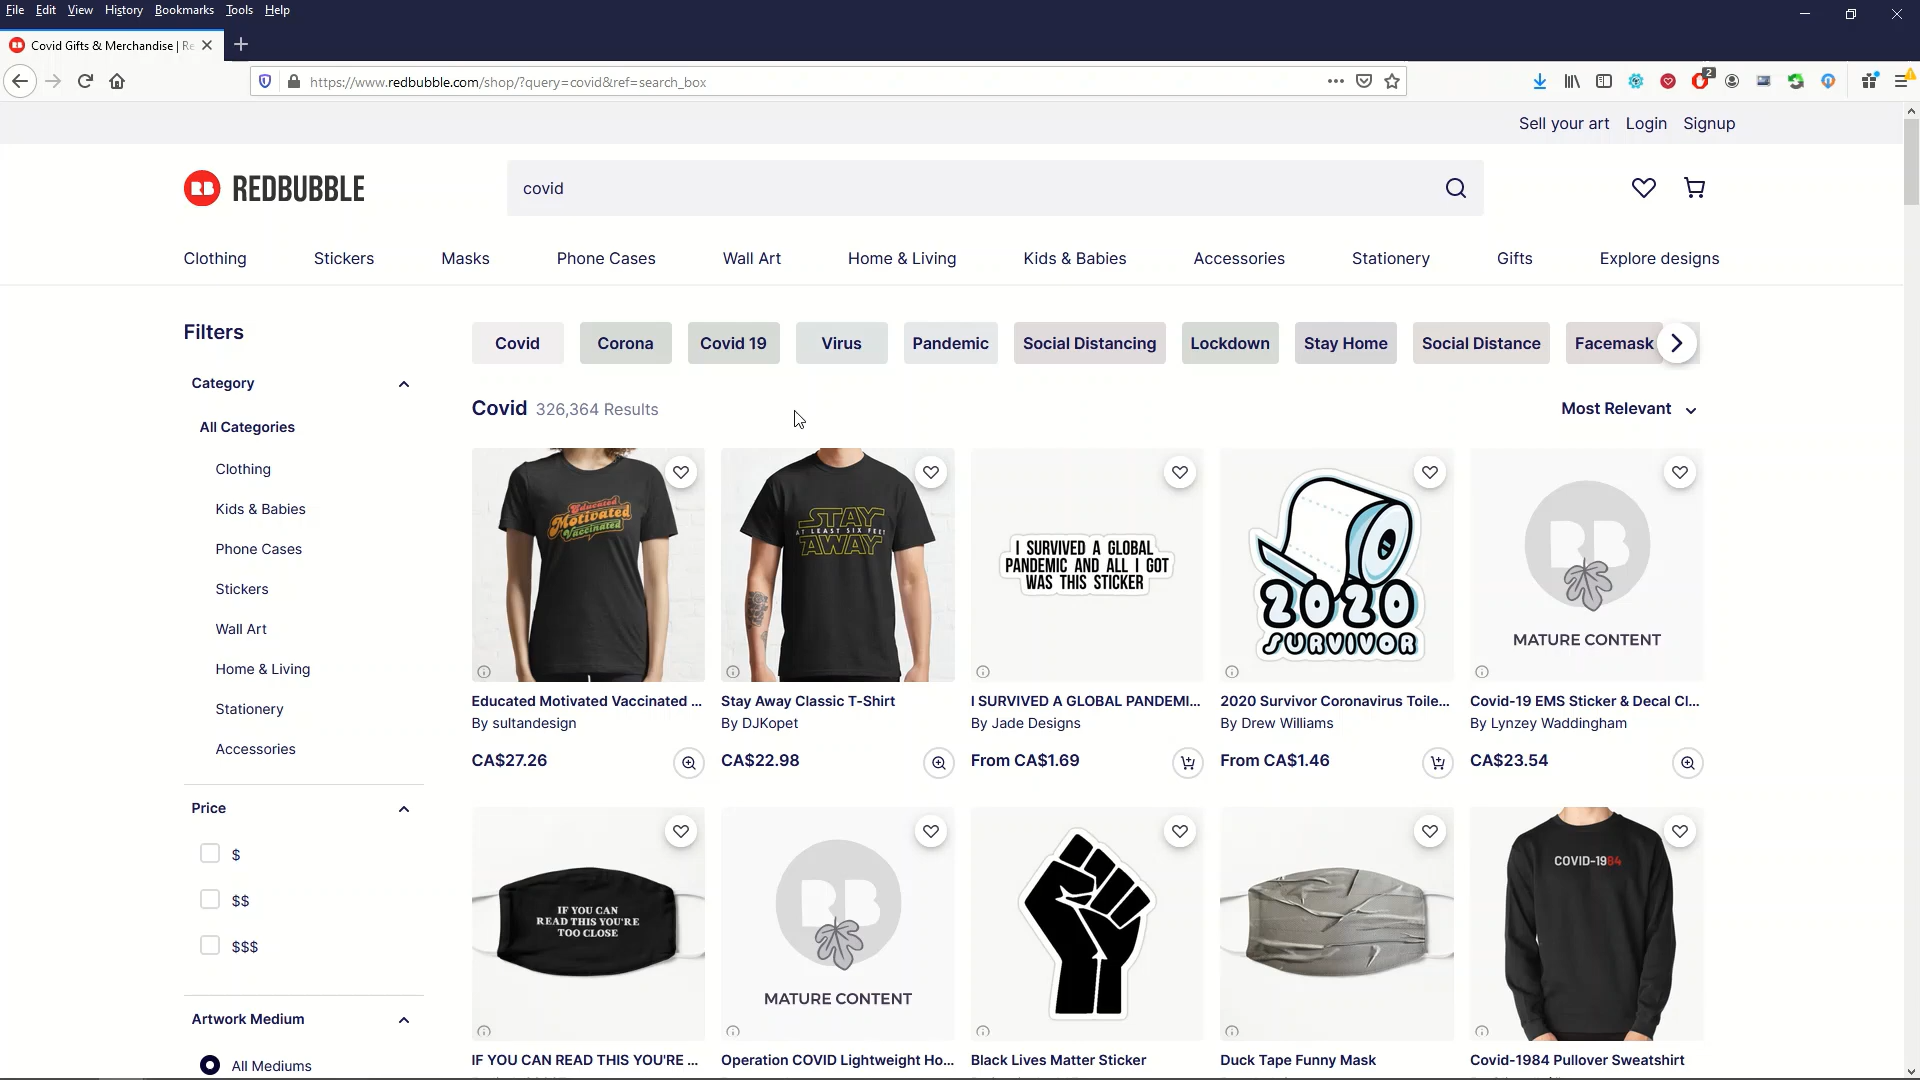 File Edit View History Bookmarks Tools Help
Covid Gifts & Merchandise | Re
https://www.redbubble.com/shop/?query=covid&ref=search_box
2
Sell your art Login Signup
RB REDBUBBLE
covid
Clothing Stickers Masks Phone Cases Wall Art Home & Living Kids & Babies Accessories Stationery Gifts Explore designs
Filters
Category
All Categories
Clothing
Kids & Babies
Phone Cases
Stickers
Wall Art
Home & Living
Stationery
Accessories
Price
$
$$
$$$
Artwork Medium
All Mediums
Covid Corona Covid 19 Virus Pandemic Social Distancing Lockdown Stay Home Social Distance Facemask
Covid 326,364 Results
Most Relevant
Educated
Motivated
Vaccinated
Educated Motivated Vaccinated ...
By sultandesign
CA$27.26
STAY
AT LEAST SIX FEET
AWAY
Stay Away Classic T-Shirt
By DJKopet
CA$22.98
I SURVIVED A GLOBAL
PANDEMIC AND ALL I GOT
WAS THIS STICKER
I SURVIVED A GLOBAL PANDEMI...
By Jade Designs
From CA$1.69
2020
SURVIVOR
2020 Survivor Coronavirus Toile...
By Drew Williams
From CA$1.46
RB
MATURE CONTENT
Covid-19 EMS Sticker & Decal Cl...
By Lynzey Waddingham
CA$23.54
IF YOU CAN
READ THIS YOU'RE
TOO CLOSE
IF YOU CAN READ THIS YOU'RE ...
RB
MATURE CONTENT
Operation COVID Lightweight Ho...
Black Lives Matter Sticker
Duck Tape Funny Mask
COVID-1984
Covid-1984 Pullover Sweatshirt